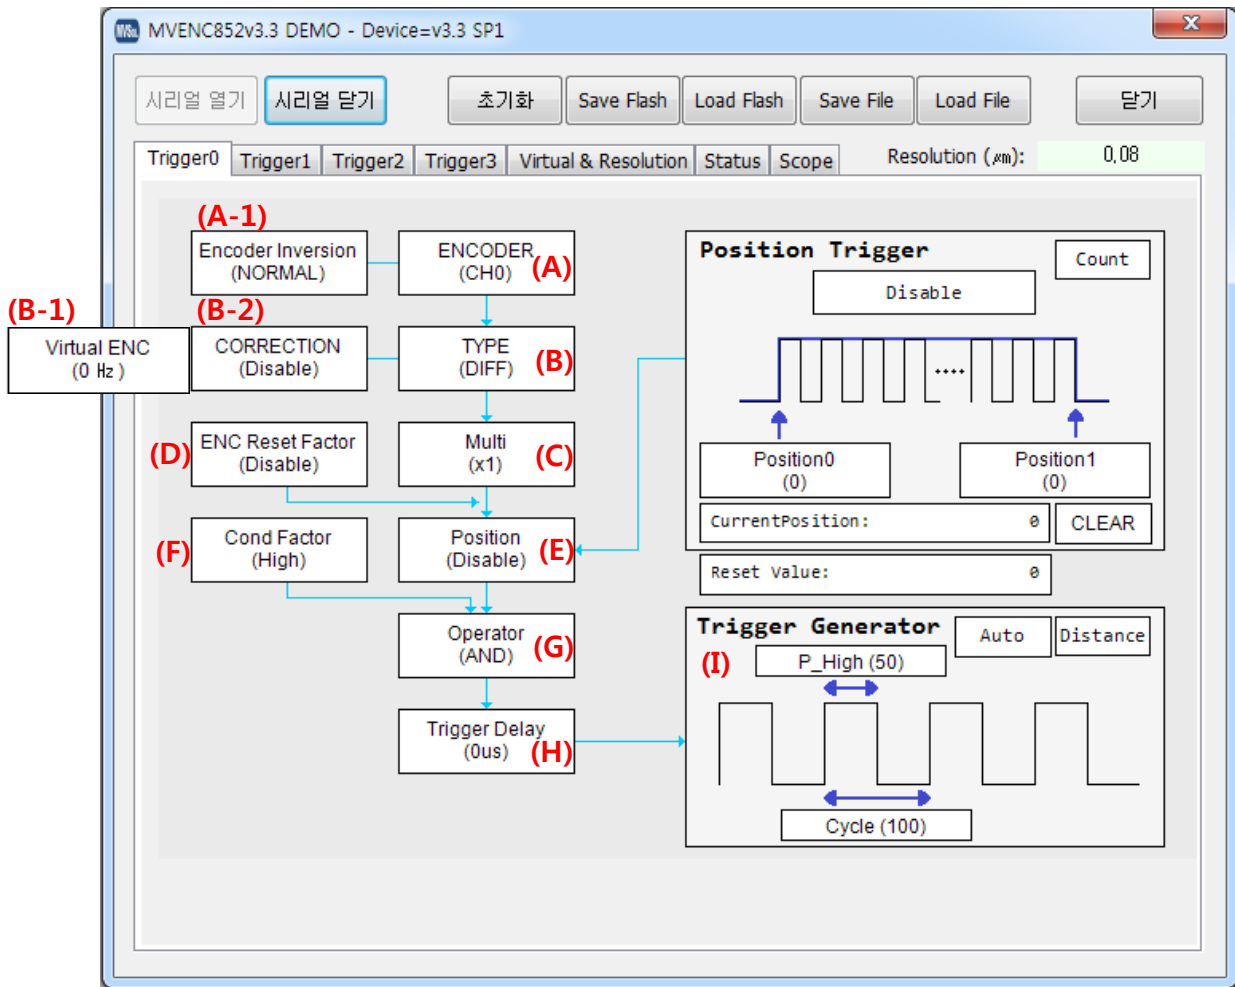 MVENC852v3.3 DEMO - Device=v3.3 SP1
X
시리얼 열기
시리얼 닫기
초기화
Save Flash
Load Flash
Save File
Load File
닫기
Trigger0
Trigger1
Trigger2
Trigger3
Virtual & Resolution
Status
Scope
Resolution (㎛):
0,08
(A-1)
Encoder Inversion
(NORMAL)
ENCODER
(CH0)
(A)
(B-1)
Virtual ENC
(0 Hz )
(B-2)
CORRECTION
(Disable)
TYPE
(DIFF)
(B)
(D)
ENC Reset Factor
(Disable)
Multi
(x1)
(C)
(F)
Cond Factor
(High)
Position
(Disable)
(E)
Operator
(AND)
(G)
Trigger Delay
(0us)
(H)
Position Trigger
Count
Disable
Position0
(0)
Position1
(0)
CurrentPosition: 0
CLEAR
Reset Value: 0
Trigger Generator
Auto
Distance
(I)
P_High (50)
Cycle (100)